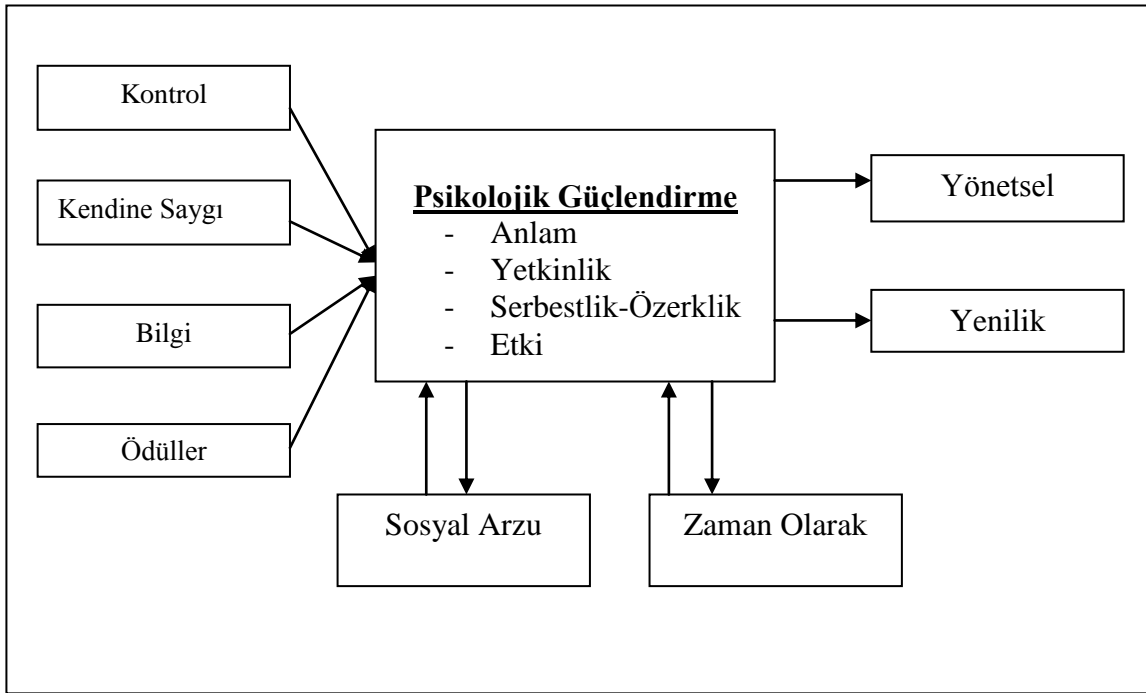 Kontrol
Kendine Saygı
Bilgi
Ödüller
Psikolojik Güçlendirme
- Anlam
- Yetkinlik
- Serbestlik-Özerklik
- Etki
Yönetsel
Yenilik
Sosyal Arzu
Zaman Olarak